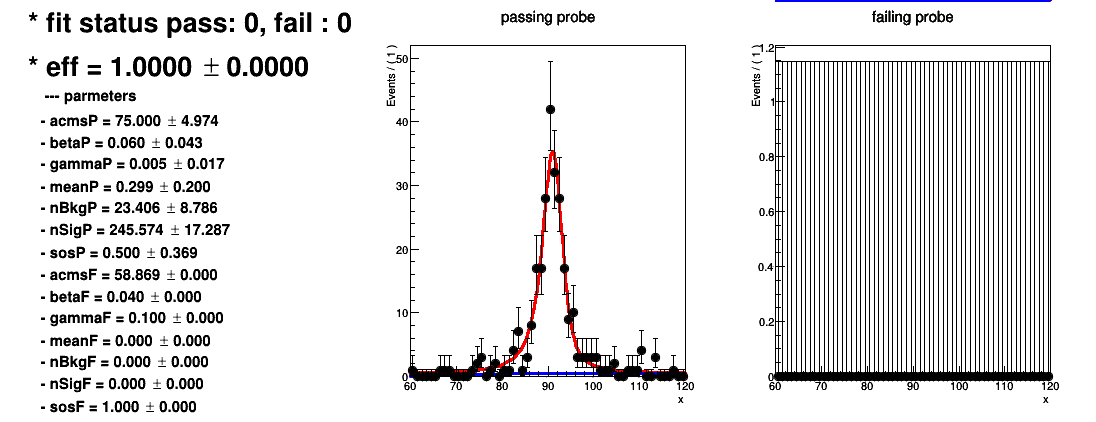 * fit status pass: 0, fail : 0
* eff = 1.0000 ± 0.0000
--- parmeters
- acmsP = 75.000 ± 4.974
- betaP = 0.060 ± 0.043
- gammaP = 0.005 ± 0.017
- meanP = 0.299 ± 0.200
- nBkgP = 23.406 ± 8.786
- nSigP = 245.574 ± 17.287
- sosP = 0.500 ± 0.369
- acmsF = 58.869 ± 0.000
- betaF = 0.040 ± 0.000
- gammaF = 0.100 ± 0.000
- meanF = 0.000 ± 0.000
- nBkgF = 0.000 ± 0.000
- nSigF = 0.000 ± 0.000
- sosF = 1.000 ± 0.000
passing probe
Events / ( 1 )
50
40
30
20
10
0
60 70 80 90 100 110 120
x
failing probe
Events / ( 1 )
1.2
1
0.8
0.6
0.4
0.2
0
60 70 80 90 100 110 120
x